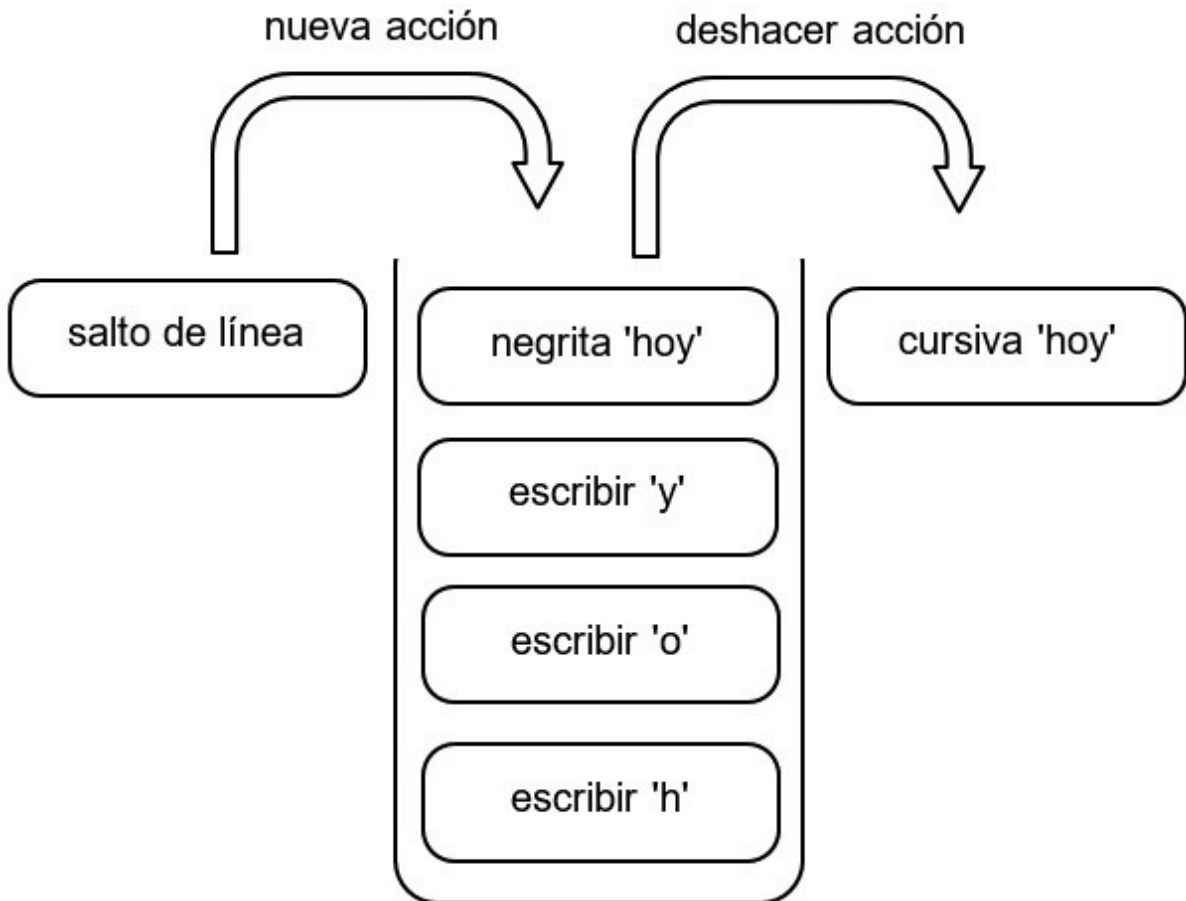 nueva acción
deshacer acción
salto de línea
negrita 'hoy'
cursiva 'hoy'
escribir 'y'
escribir 'o'
escribir 'h'